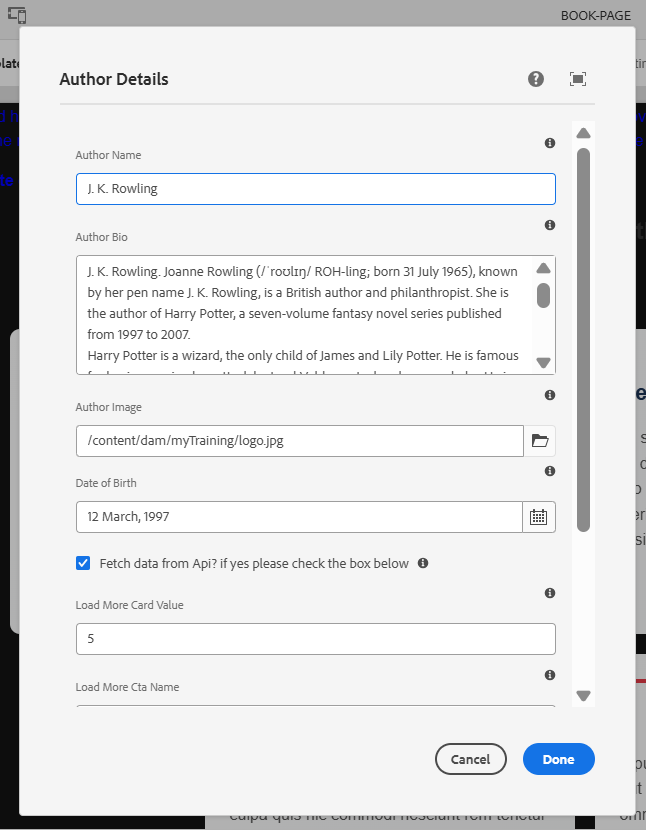 BOOK-PAGE
Author Details
Author Name
J. K. Rowling
Author Bio
J. K. Rowling. Joanne Rowling (/ˈroʊlɪŋ/ ROH-ling; born 31 July 1965), known
by her pen name J. K. Rowling, is a British author and philanthropist. She is
the author of Harry Potter, a seven-volume fantasy novel series published
from 1997 to 2007.
Harry Potter is a wizard, the only child of James and Lily Potter. He is famous
Author Image
/content/dam/myTraining/logo.jpg
Date of Birth
12 March, 1997
Fetch data from Api? if yes please check the box below
Load More Card Value
5
Load More Cta Name
Cancel
Done